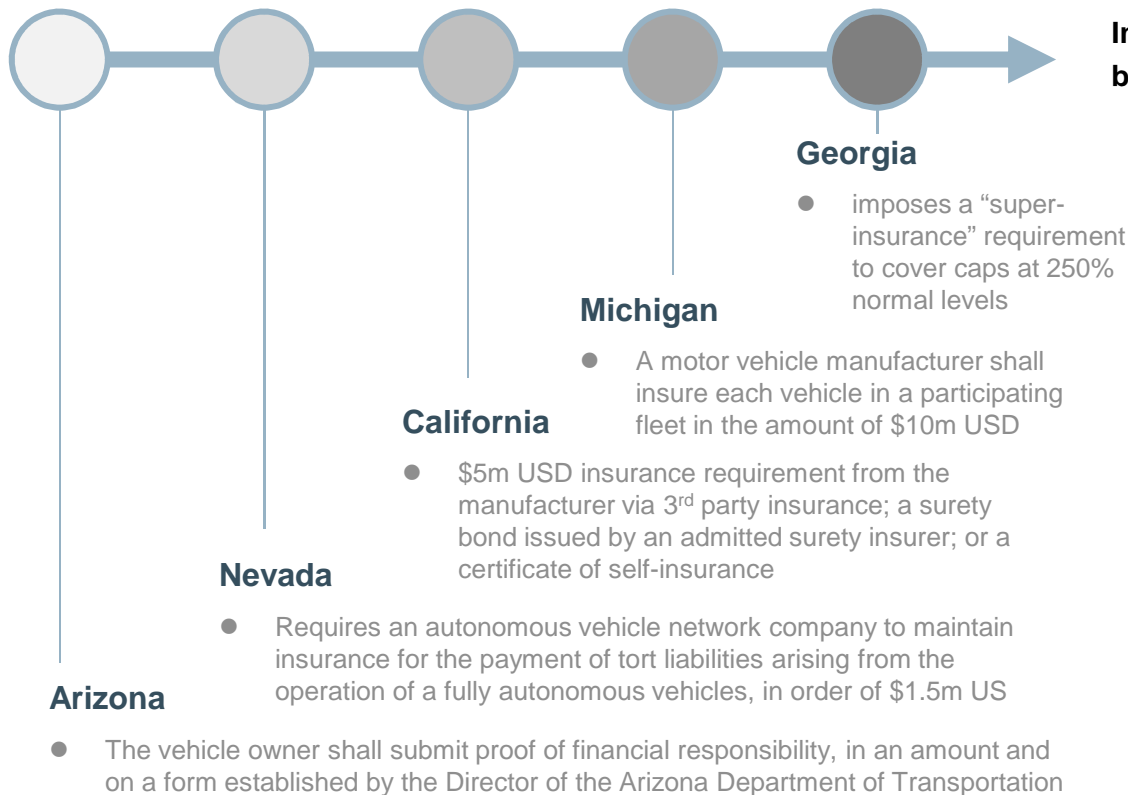 Georgia
● imposes a “super-
insurance” requirement
to cover caps at 250%
normal levels
Michigan
● A motor vehicle manufacturer shall
insure each vehicle in a participating
fleet in the amount of $10m USD
California
● $5m USD insurance requirement from the
manufacturer via 3rd party insurance; a surety
bond issued by an admitted surety insurer; or a
certificate of self-insurance
Nevada
● Requires an autonomous vehicle network company to maintain
insurance for the payment of tort liabilities arising from the
operation of a fully autonomous vehicles, in order of $1.5m US
Arizona
● The vehicle owner shall submit proof of financial responsibility, in an amount and
on a form established by the Director of the Arizona Department of Transportation